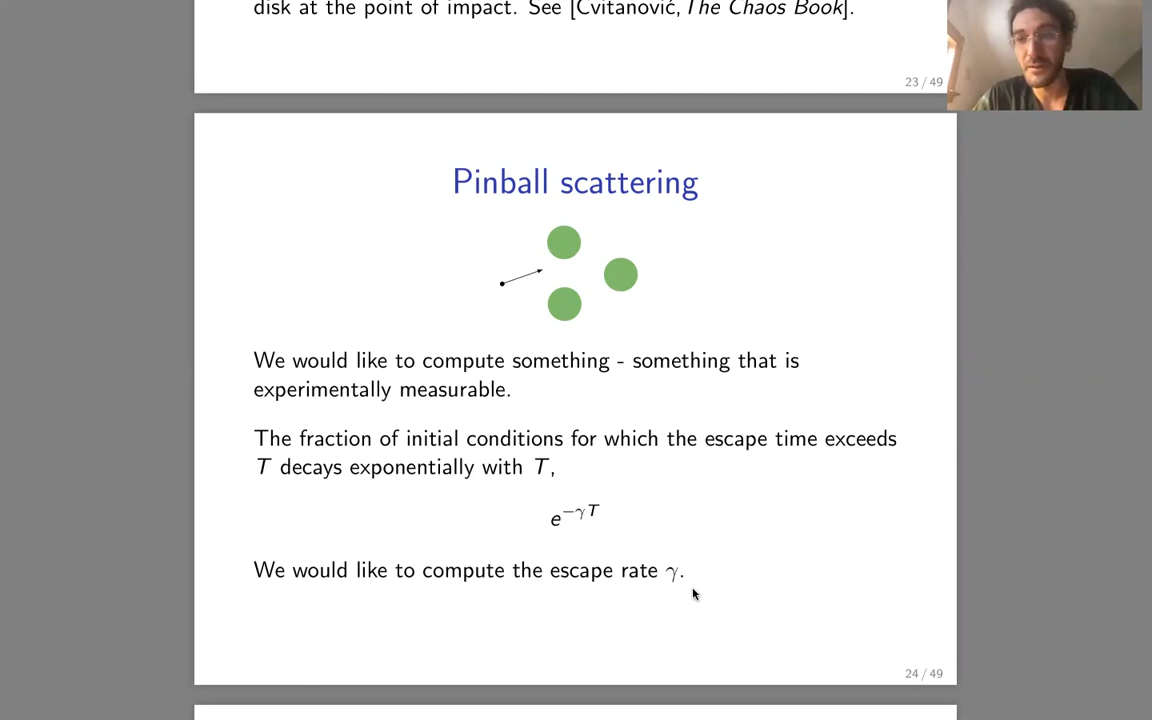 disk at the point of impact. See [Cvitanović, The Chaos Book].
23 / 49
Pinball scattering
We would like to compute something - something that is
experimentally measurable.
The fraction of initial conditions for which the escape time exceeds
T decays exponentially with T,
e^{−γT}
We would like to compute the escape rate γ.
24 / 49